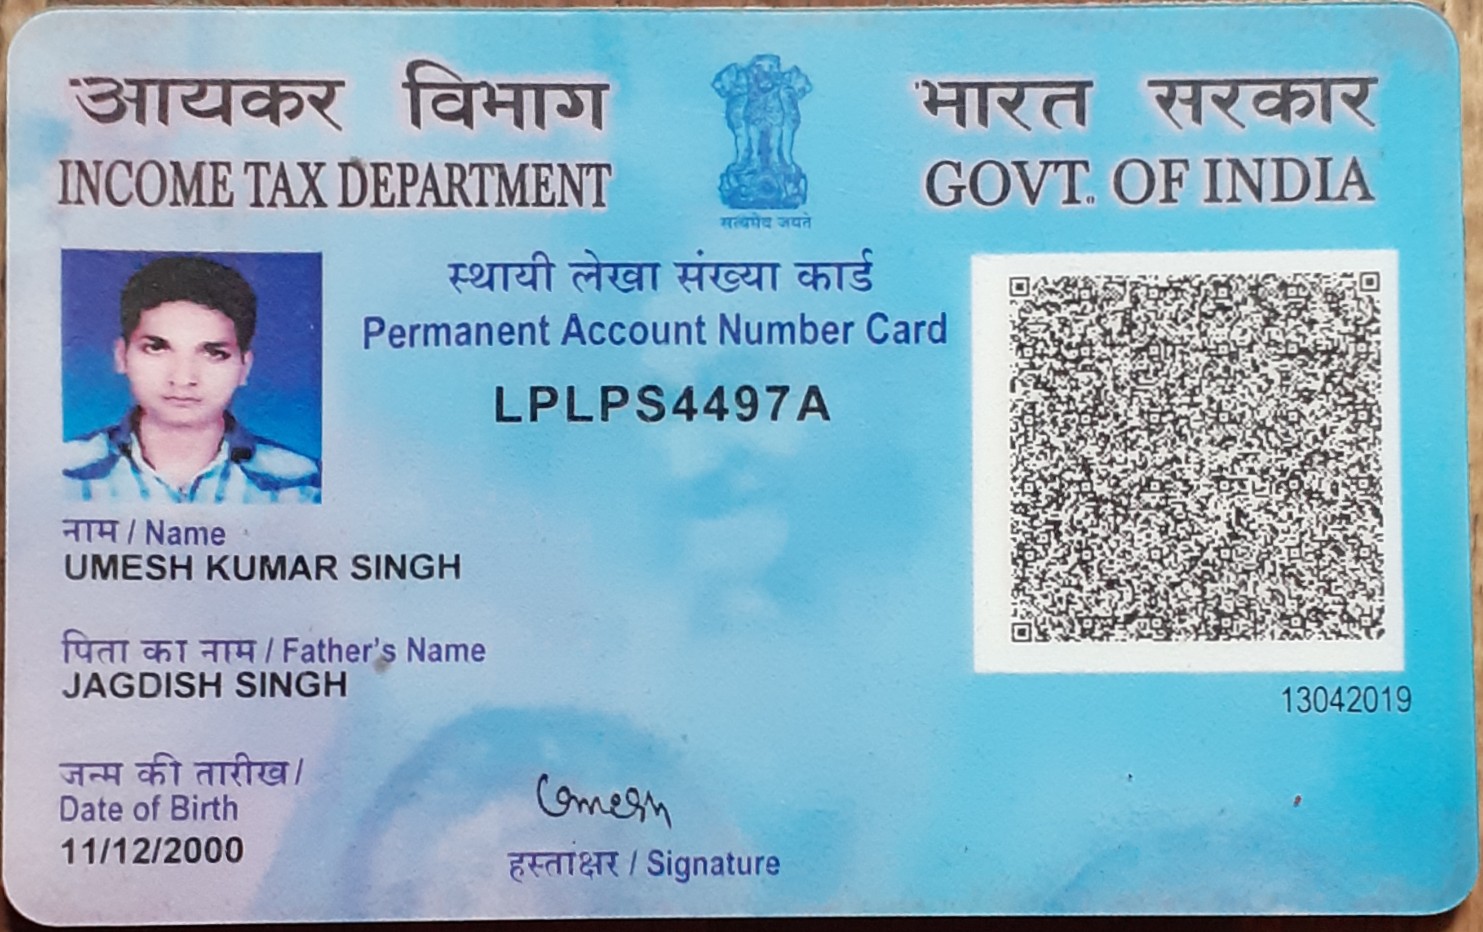 आयकर विभाग
INCOME TAX DEPARTMENT
सत्यमेव जयते
भारत सरकार
GOVT. OF INDIA
स्थायी लेखा संख्या कार्ड
Permanent Account Number Card
LPLPS4497A
नाम / Name
UMESH KUMAR SINGH
पिता का नाम / Father's Name
JAGDISH SINGH
13042019
जन्म की तारीख /
Date of Birth
11/12/2000
Umesh
हस्ताक्षर / Signature